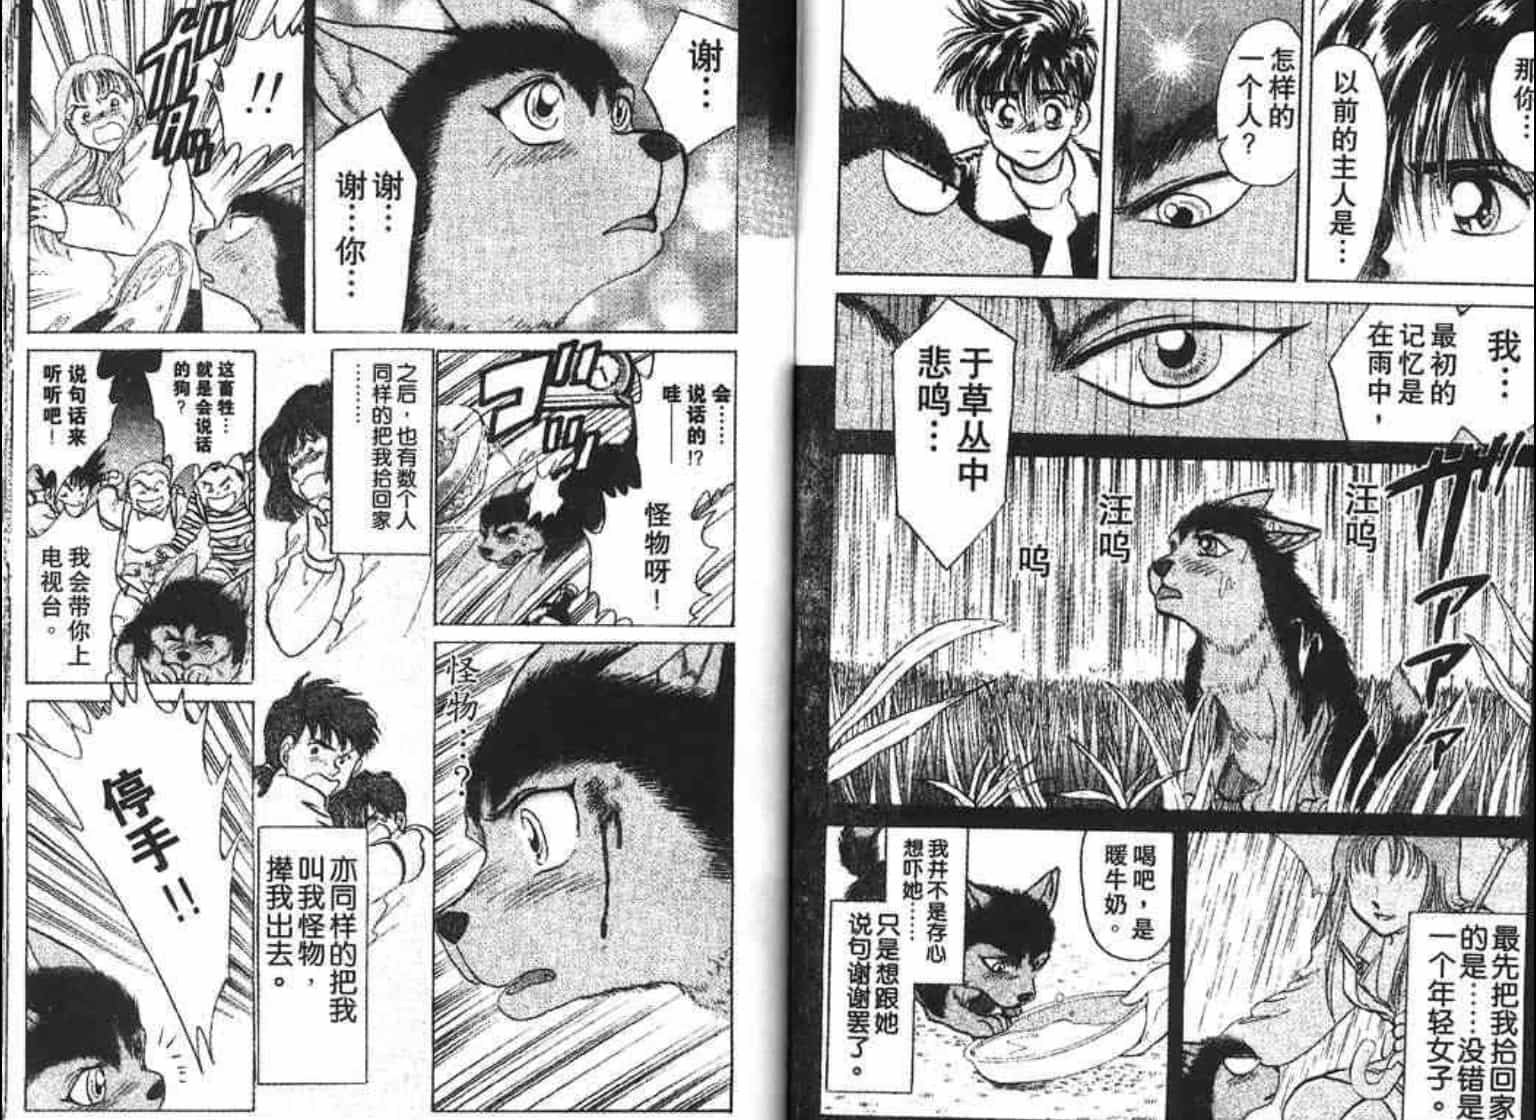 那你…
以前的主人是…
怎样的
一个人？
我…
最初的
记忆是
在雨中，
于草丛中
悲鸣…
ザァァァ
汪呜
汪呜
呜
最先把我拾回家
的是……没错是
一个年轻女子。
喝吧，是
暖牛奶。
我并不是存心
想吓她……
只是想跟她
说句谢谢罢了。
谢…
谢…
谢…你…
!!
会……
说话的!?
哇——
怪物呀！
怪物…？
之后，也有数个人
同样的把我拾回家
………
这畜牲…
就是会说话
的狗？
说句话来
听听吧！
我会带你上
电视台。
亦同样的把我
叫我怪物，
撵我出去。
停手!!